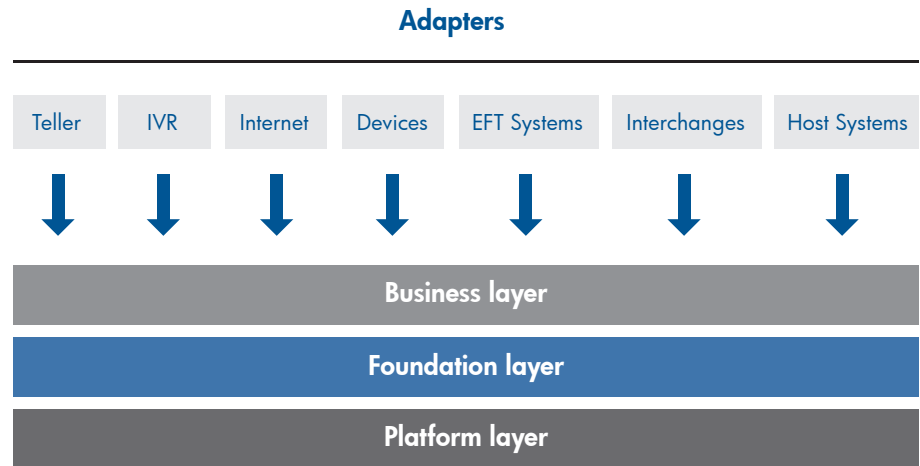 Adapters
Teller IVR Internet Devices EFT Systems Interchanges Host Systems
Business layer
Foundation layer
Platform layer